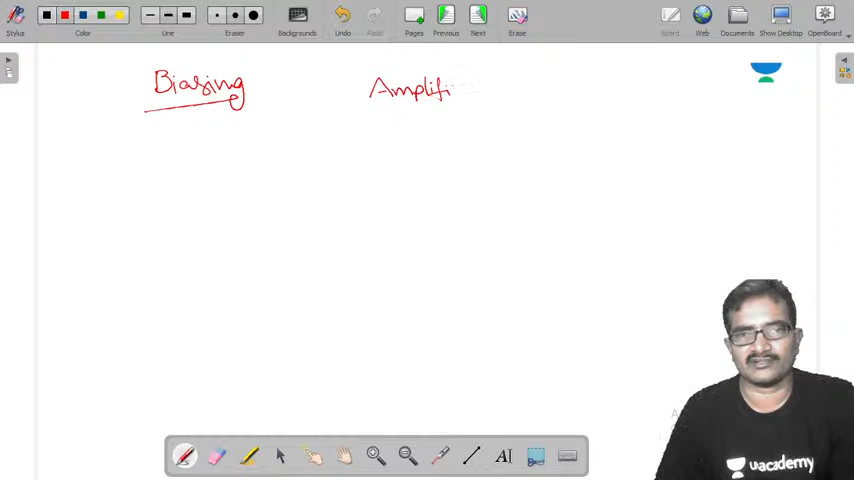 Stylus Color Line Eraser Backgrounds Undo Redo Pages Previous Next Erase Board Web Documents Show Desktop OpenBoard
Biasing Amplifi
unacademy